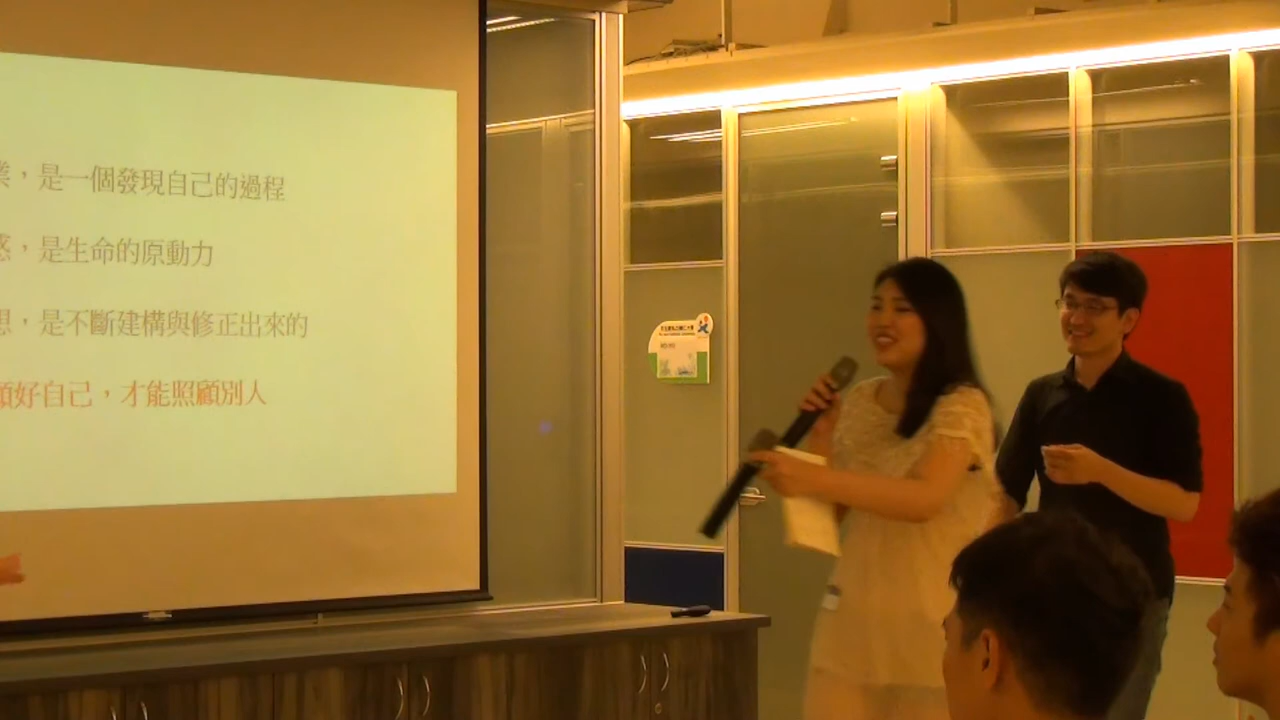 業，是一個發現自己的過程
感，是生命的原動力
想，是不斷建構與修正出來的
顧好自己，才能照顧別人